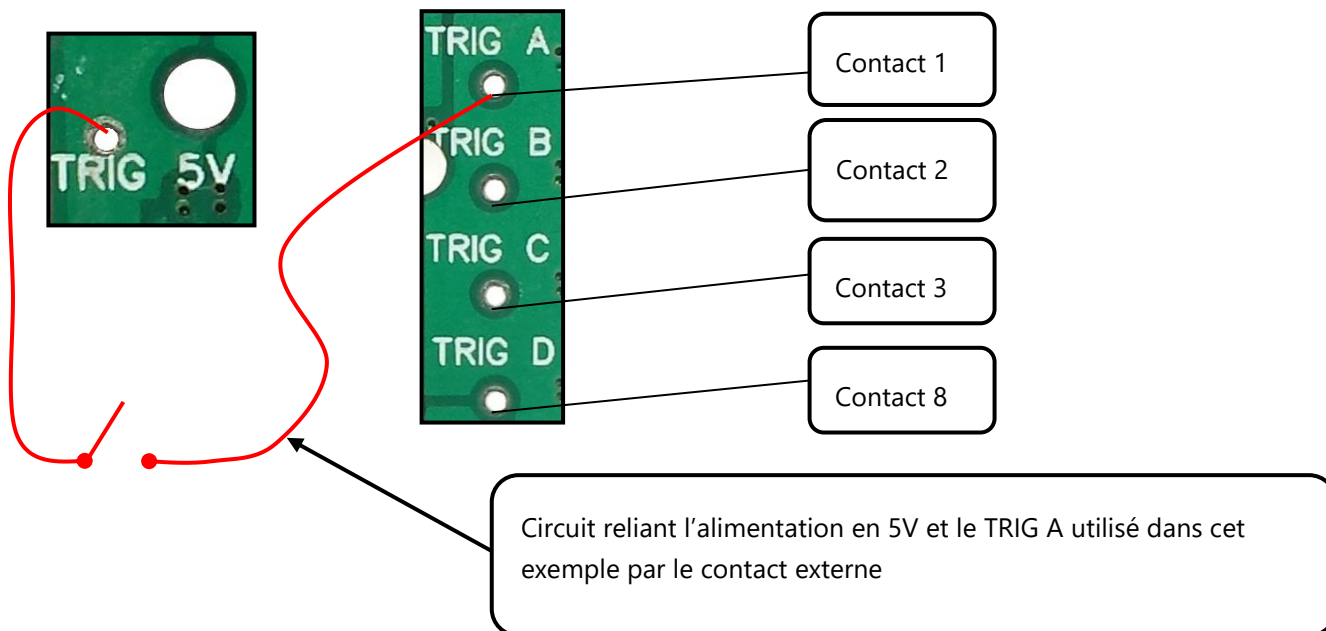 TRIG 5V
TRIG A
TRIG B
TRIG C
TRIG D
Contact 1
Contact 2
Contact 3
Contact 8
Circuit reliant l’alimentation en 5V et le TRIG A utilisé dans cet
exemple par le contact externe